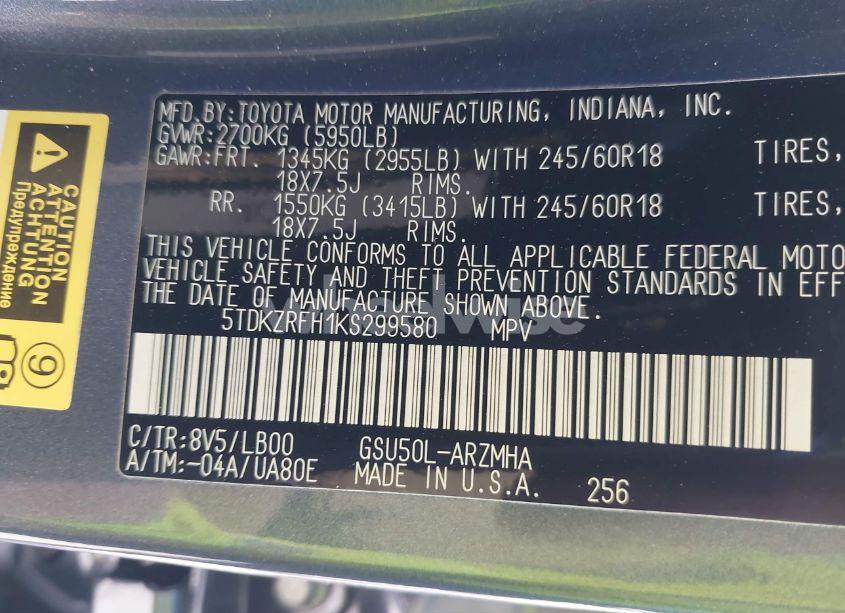 MFD.BY:TOYOTA MOTOR MANUFACTURING, INDIANA, INC.
GVWR:2700KG (5950LB)
GAWR:FRT. 1345KG (2955LB) WITH 245/60R18 TIRES,
18X7.5J RIMS.
RR. 1550KG (3415LB) WITH 245/60R18 TIRES,
18X7.5J RIMS.
THIS VEHICLE CONFORMS TO ALL APPLICABLE FEDERAL MOTO
VEHICLE SAFETY AND THEFT PREVENTION STANDARDS IN EFF
THE DATE OF MANUFACTURE SHOWN ABOVE.
5TDKZRFH1KS299580 MPV
C/TR:8V5/LB00 GSU50L-ARZMHA
A/TM:-04A/UA80E MADE IN U.S.A. 256
CAUTION
ATTENTION
ACHTUNG
Предупреждение
9